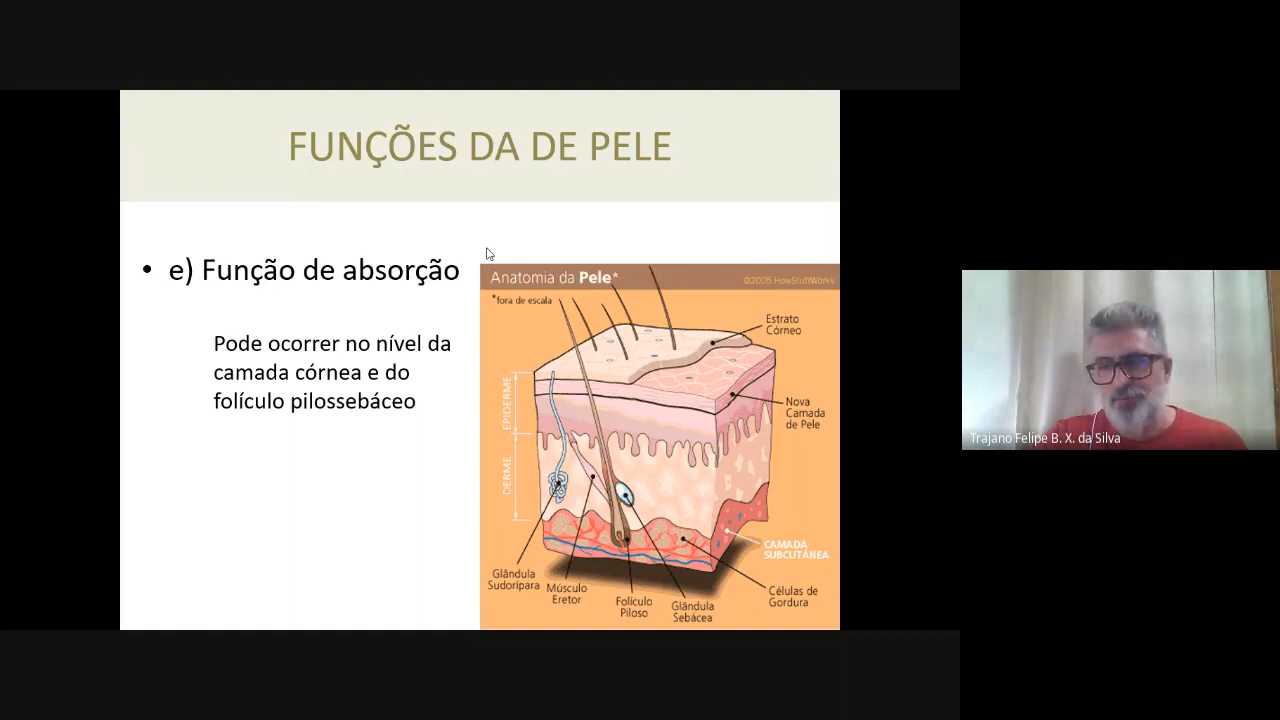 FUNÇÕES DA DE PELE
• e) Função de absorção
Pode ocorrer no nível da
camada córnea e do
folículo pilossebáceo
Anatomia da Pele*
©2005 HowStuffWorks
*fora de escala
Estrato
Córneo
Nova
Camada
de Pele
EPIDERME
DERME
CAMADA
SUBCUTÂNEA
Glândula
Sudorípara
Músculo
Eretor
Folículo
Piloso
Glândula
Sebácea
Células de
Gordura
Trajano Felipe B. X. da Silva